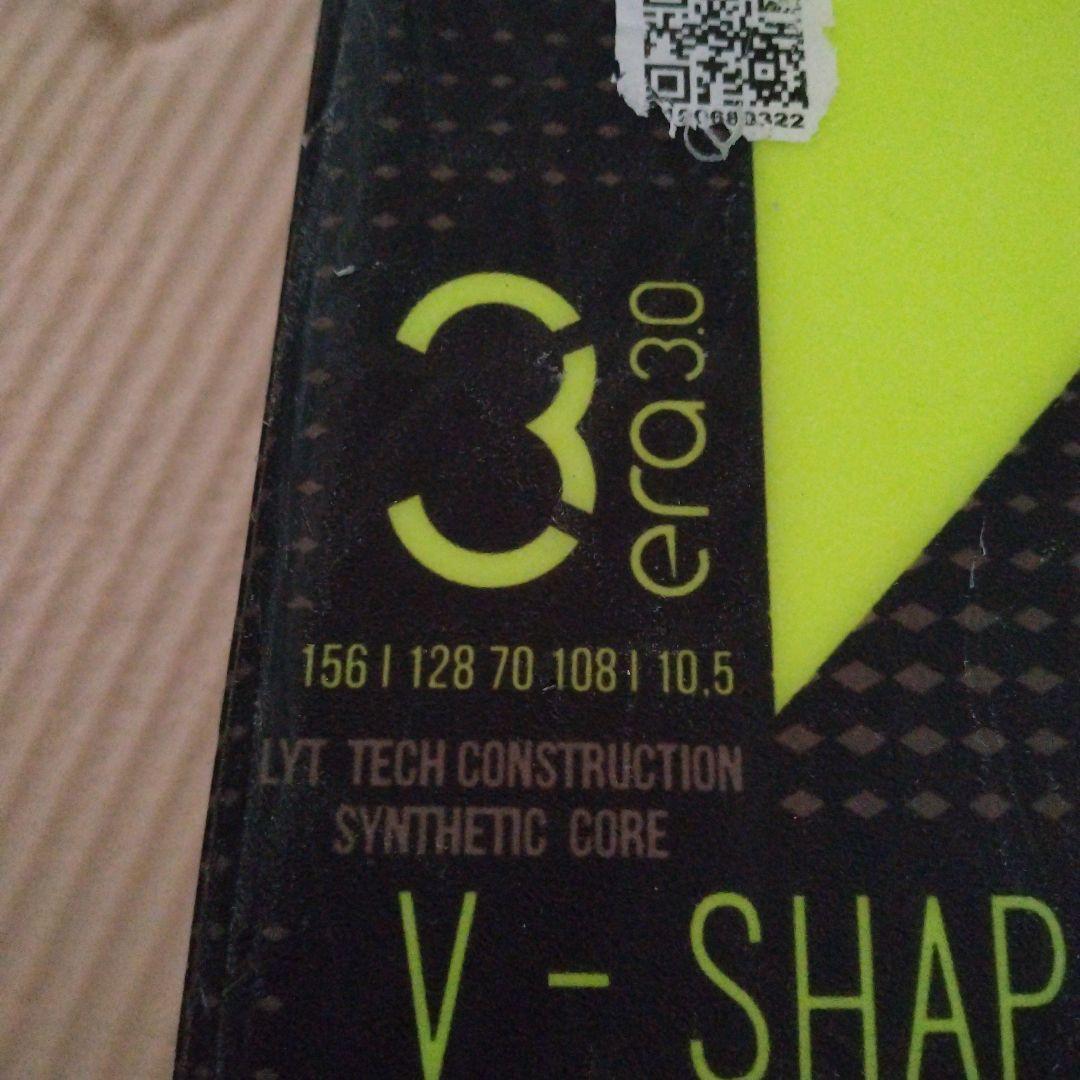 3
era 3.0
156 | 128 70 108 | 10,5
LYT TECH CONSTRUCTION
SYNTHETIC CORE
V - SHAP